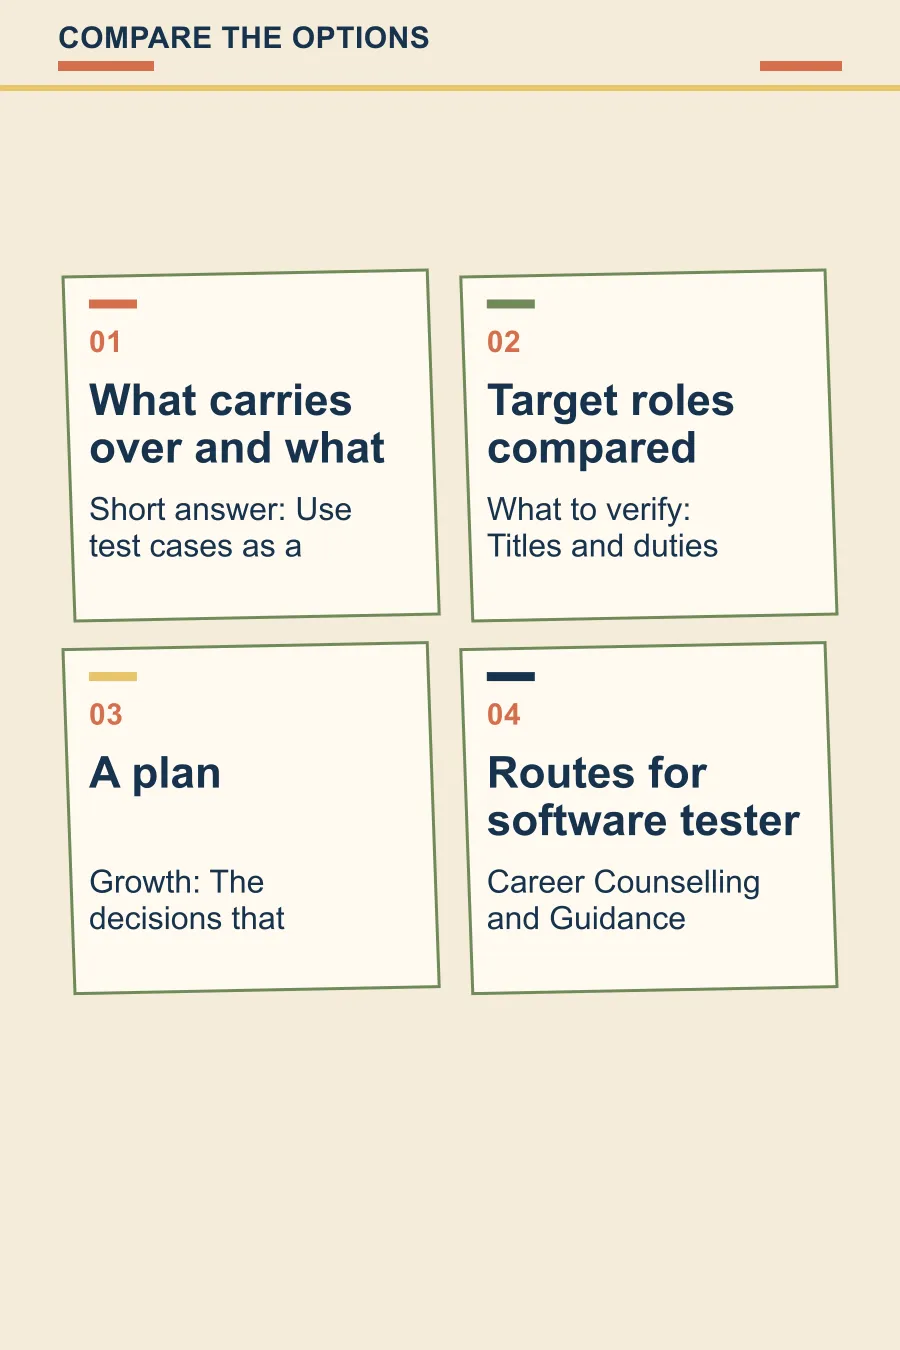 COMPARE THE OPTIONS
01
What carries
over and what
Short answer: Use
test cases as a
02
Target roles
compared
What to verify:
Titles and duties
03
A plan
Growth: The
decisions that
04
Routes for
software tester
Career Counselling
and Guidance